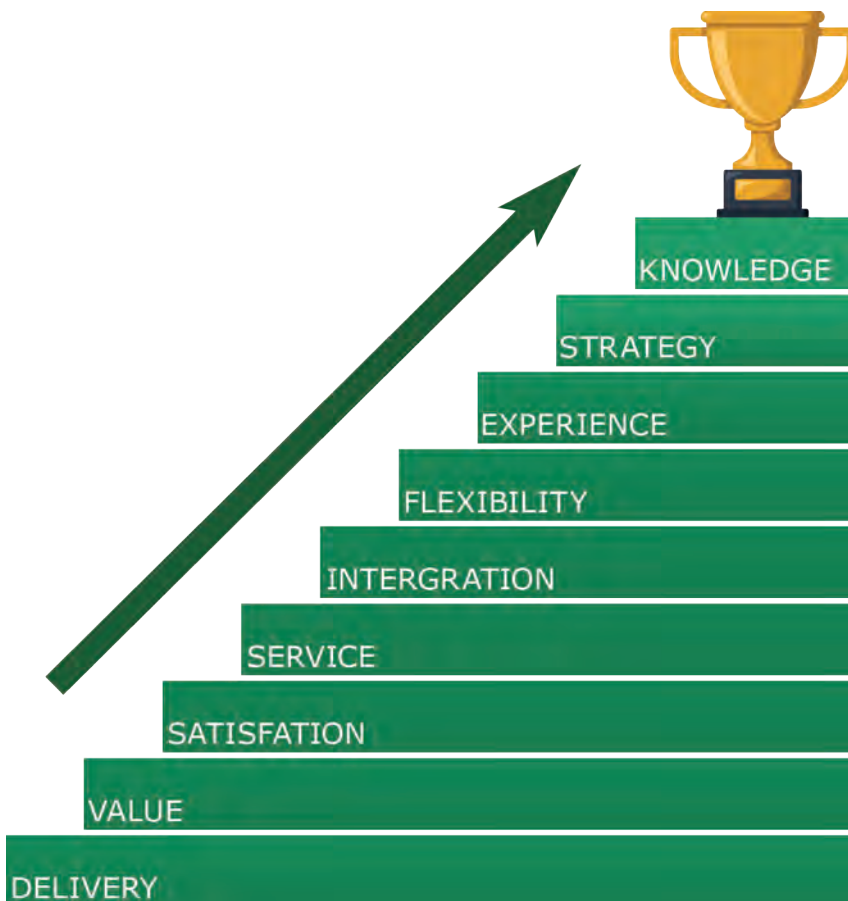 KNOWLEDGE
STRATEGY
EXPERIENCE
FLEXIBILITY
INTERGRATION
SERVICE
SATISFATION
VALUE
DELIVERY